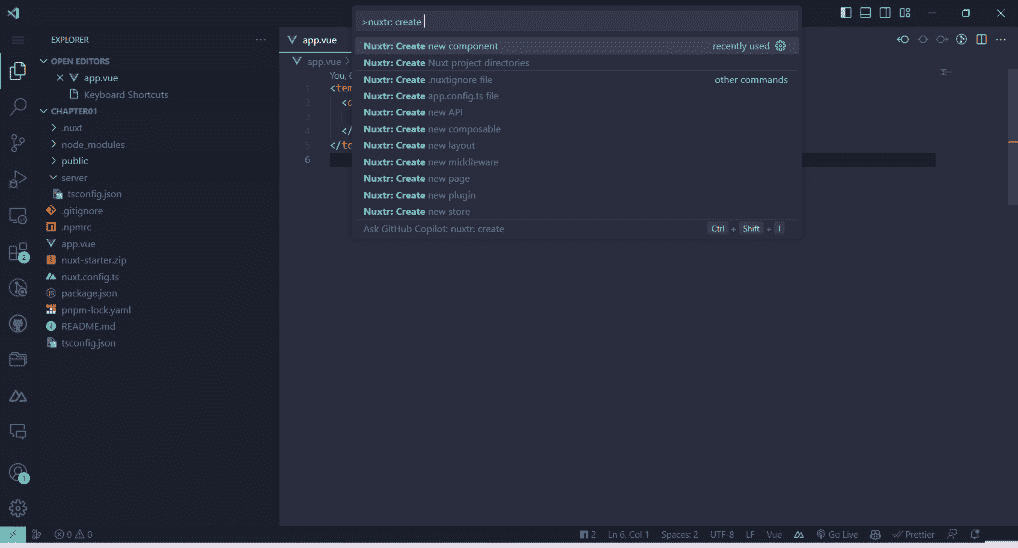 >nuxtr: create
EXPLORER
OPEN EDITORS
app.vue
Keyboard Shortcuts
CHAPTER01
.nuxt
node_modules
public
server
tsconfig.json
.gitignore
.npmrc
app.vue
nuxt-starter.zip
nuxt.config.ts
package.json
pnpm-lock.yaml
README.md
tsconfig.json
2
1
app.vue
app.vue
You,
1 <tem
2
3
4 </
5 </te
6
Nuxtr: Create new component recently used
Nuxtr: Create Nuxt project directories
Nuxtr: Create .nuxtignore file other commands
Nuxtr: Create app.config.ts file
Nuxtr: Create new API
Nuxtr: Create new composable
Nuxtr: Create new layout
Nuxtr: Create new middleware
Nuxtr: Create new page
Nuxtr: Create new plugin
Nuxtr: Create new store
Ask GitHub Copilot: nuxtr: create Ctrl + Shift + I
0 0 2 Ln 6, Col 1 Spaces: 2 UTF-8 LF Vue Go Live Prettier